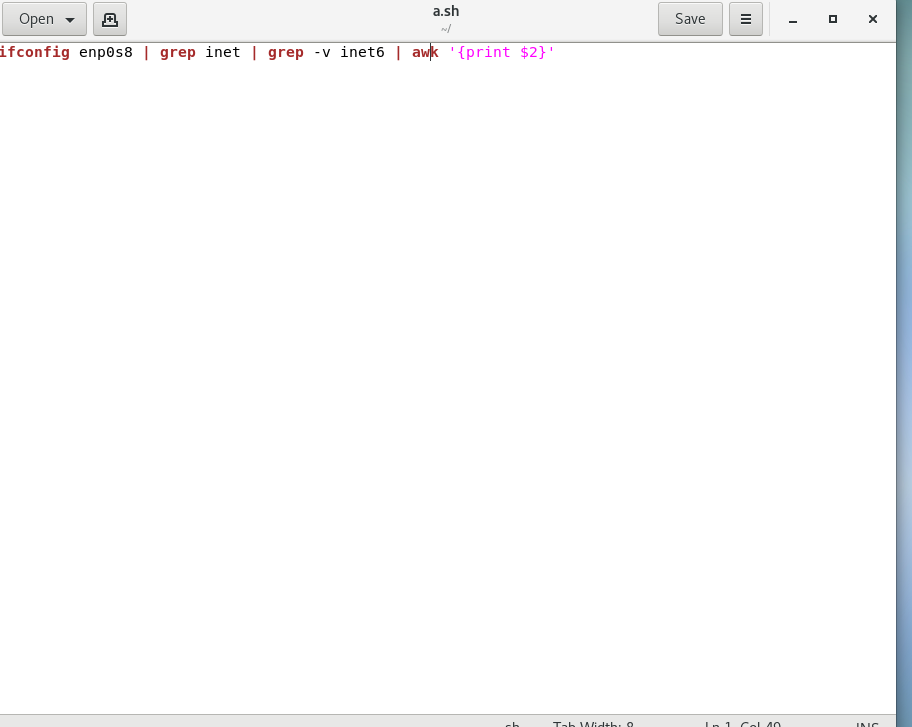 Open
a.sh
~/
Save
ifconfig enp0s8 | grep inet | grep -v inet6 | awk '{print $2}'
sh Tab Width: 8 Ln 1, Col 49 INS